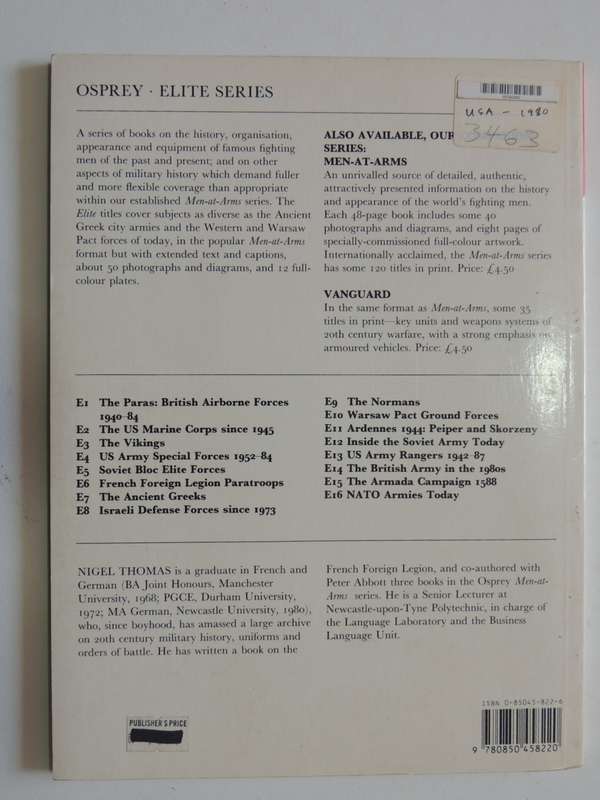 OSPREY · ELITE SERIES
USA - 1980
3463
A series of books on the history, organisation,
appearance and equipment of famous fighting
men of the past and present; and on other
aspects of military history which demand fuller
and more flexible coverage than appropriate
within our established Men-at-Arms series. The
Elite titles cover subjects as diverse as the Ancient
Greek city armies and the Western and Warsaw
Pact forces of today, in the popular Men-at-Arms
format but with extended text and captions,
about 50 photographs and diagrams, and 12 full-
colour plates.
ALSO AVAILABLE, OUR
SERIES:
MEN-AT-ARMS
An unrivalled source of detailed, authentic,
attractively presented information on the history
and appearance of the world's fighting men.
Each 48-page book includes some 40
photographs and diagrams, and eight pages of
specially-commissioned full-colour artwork.
Internationally acclaimed, the Men-at-Arms series
has some 120 titles in print. Price: £4.50
VANGUARD
In the same format as Men-at-Arms, some 35
titles in print—key units and weapons systems of
20th century warfare, with a strong emphasis on
armoured vehicles. Price: £4.50
E1 The Paras: British Airborne Forces
1940–84
E2 The US Marine Corps since 1945
E3 The Vikings
E4 US Army Special Forces 1952–84
E5 Soviet Bloc Elite Forces
E6 French Foreign Legion Paratroops
E7 The Ancient Greeks
E8 Israeli Defense Forces since 1973
E9 The Normans
E10 Warsaw Pact Ground Forces
E11 Ardennes 1944: Peiper and Skorzeny
E12 Inside the Soviet Army Today
E13 US Army Rangers 1942–87
E14 The British Army in the 1980s
E15 The Armada Campaign 1588
E16 NATO Armies Today
NIGEL THOMAS is a graduate in French and
German (BA Joint Honours, Manchester
University, 1968; PGCE, Durham University,
1972; MA German, Newcastle University, 1980),
who, since boyhood, has amassed a large archive
on 20th century military history, uniforms and
orders of battle. He has written a book on the
French Foreign Legion, and co-authored with
Peter Abbott three books in the Osprey Men-at-
Arms series. He is a Senior Lecturer at
Newcastle-upon-Tyne Polytechnic, in charge of
the Language Laboratory and the Business
Language Unit.
PUBLISHER'S PRICE
ISBN 0-85045-822-6
9 780850 458220